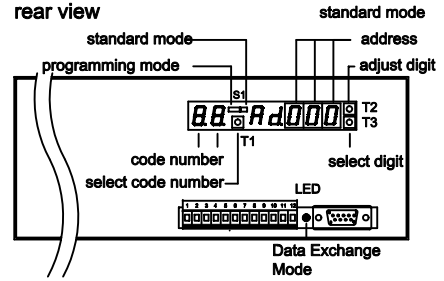 rear view
standard mode
standard mode
address
programming mode
adjust digit
S1
8.8. Ad.000
T2
T3
T1
code number
select digit
select code number
LED
1 2 3 4 5 6 7 8 9 10 11 12
Data Exchange
Mode